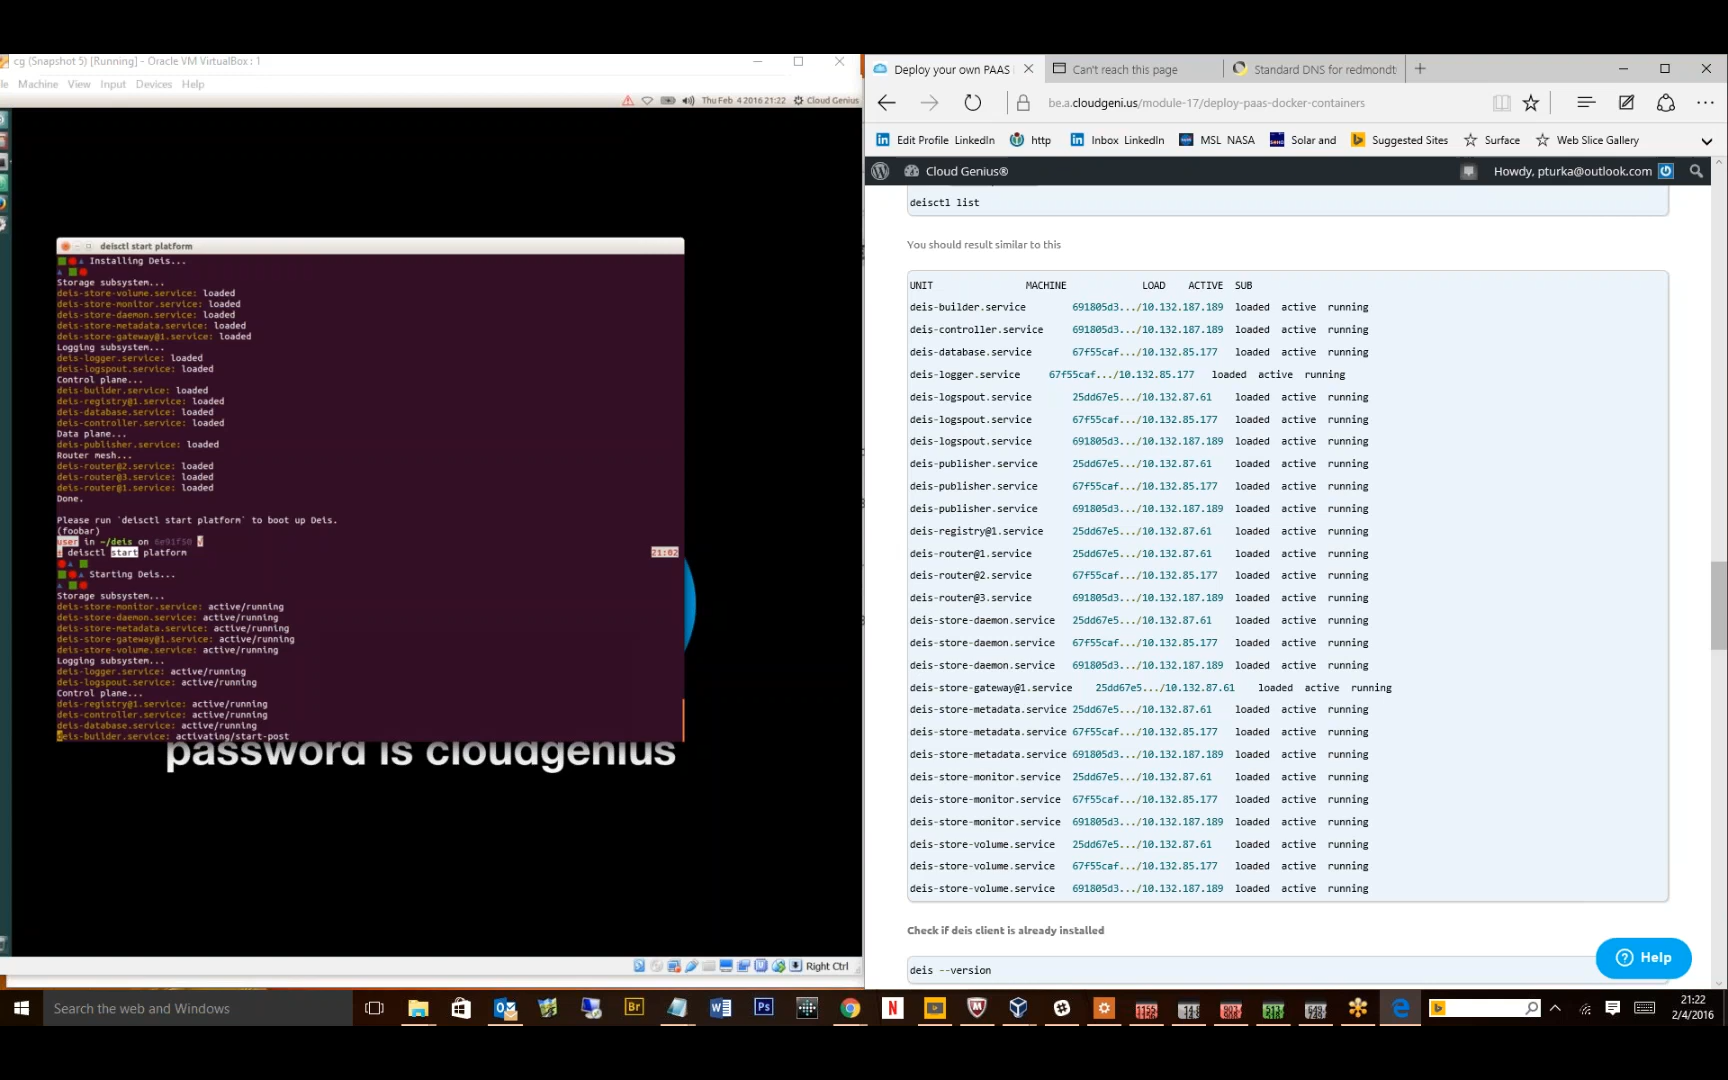 cg (Snapshot 5) [Running] - Oracle VM VirtualBox : 1
Machine View Input Devices Help
Thu Feb 4 2016 21:22 Cloud Genius
deisctl start platform
Installing Deis...
Storage subsystem...
deis-store-volume.service: loaded
deis-store-monitor.service: loaded
deis-store-daemon.service: loaded
deis-store-metadata.service: loaded
deis-store-gateway@1.service: loaded
Logging subsystem...
deis-logger.service: loaded
deis-logspout.service: loaded
Control plane...
deis-builder.service: loaded
deis-registry@1.service: loaded
deis-database.service: loaded
deis-controller.service: loaded
Data plane...
deis-publisher.service: loaded
Router mesh...
deis-router@2.service: loaded
deis-router@3.service: loaded
deis-router@1.service: loaded
Done.
Please run `deisctl start platform` to boot up Deis.
(foobar)
user in ~/deis on 6e91f50
deisctl start platform 21:02
Starting Deis...
Storage subsystem...
deis-store-monitor.service: active/running
deis-store-daemon.service: active/running
deis-store-metadata.service: active/running
deis-store-gateway@1.service: active/running
deis-store-volume.service: active/running
Logging subsystem...
deis-logger.service: active/running
deis-logspout.service: active/running
Control plane...
deis-registry@1.service: active/running
deis-controller.service: active/running
deis-database.service: active/running
deis-builder.service: activating/start-post
password is cloudgenius
Right Ctrl
Deploy your own PAAS
Can't reach this page
Standard DNS for redmondt
be.a.cloudgeni.us/module-17/deploy-paas-docker-containers
Edit Profile LinkedIn http Inbox LinkedIn MSL NASA Solar and Suggested Sites Surface Web Slice Gallery
Cloud Genius® Howdy, pturka@outlook.com
deisctl list
You should result similar to this
UNIT MACHINE LOAD ACTIVE SUB
deis-builder.service 691805d3.../10.132.187.189 loaded active running
deis-controller.service 691805d3.../10.132.187.189 loaded active running
deis-database.service 67f55caf.../10.132.85.177 loaded active running
deis-logger.service 67f55caf.../10.132.85.177 loaded active running
deis-logspout.service 25dd67e5.../10.132.87.61 loaded active running
deis-logspout.service 67f55caf.../10.132.85.177 loaded active running
deis-logspout.service 691805d3.../10.132.187.189 loaded active running
deis-publisher.service 25dd67e5.../10.132.87.61 loaded active running
deis-publisher.service 67f55caf.../10.132.85.177 loaded active running
deis-publisher.service 691805d3.../10.132.187.189 loaded active running
deis-registry@1.service 25dd67e5.../10.132.87.61 loaded active running
deis-router@1.service 25dd67e5.../10.132.87.61 loaded active running
deis-router@2.service 67f55caf.../10.132.85.177 loaded active running
deis-router@3.service 691805d3.../10.132.187.189 loaded active running
deis-store-daemon.service 25dd67e5.../10.132.87.61 loaded active running
deis-store-daemon.service 67f55caf.../10.132.85.177 loaded active running
deis-store-daemon.service 691805d3.../10.132.187.189 loaded active running
deis-store-gateway@1.service 25dd67e5.../10.132.87.61 loaded active running
deis-store-metadata.service 25dd67e5.../10.132.87.61 loaded active running
deis-store-metadata.service 67f55caf.../10.132.85.177 loaded active running
deis-store-metadata.service 691805d3.../10.132.187.189 loaded active running
deis-store-monitor.service 25dd67e5.../10.132.87.61 loaded active running
deis-store-monitor.service 67f55caf.../10.132.85.177 loaded active running
deis-store-monitor.service 691805d3.../10.132.187.189 loaded active running
deis-store-volume.service 25dd67e5.../10.132.87.61 loaded active running
deis-store-volume.service 67f55caf.../10.132.85.177 loaded active running
deis-store-volume.service 691805d3.../10.132.187.189 loaded active running
Check if deis client is already installed
deis --version
Help
Search the web and Windows
Br
Ps
N
21:22
2/4/2016